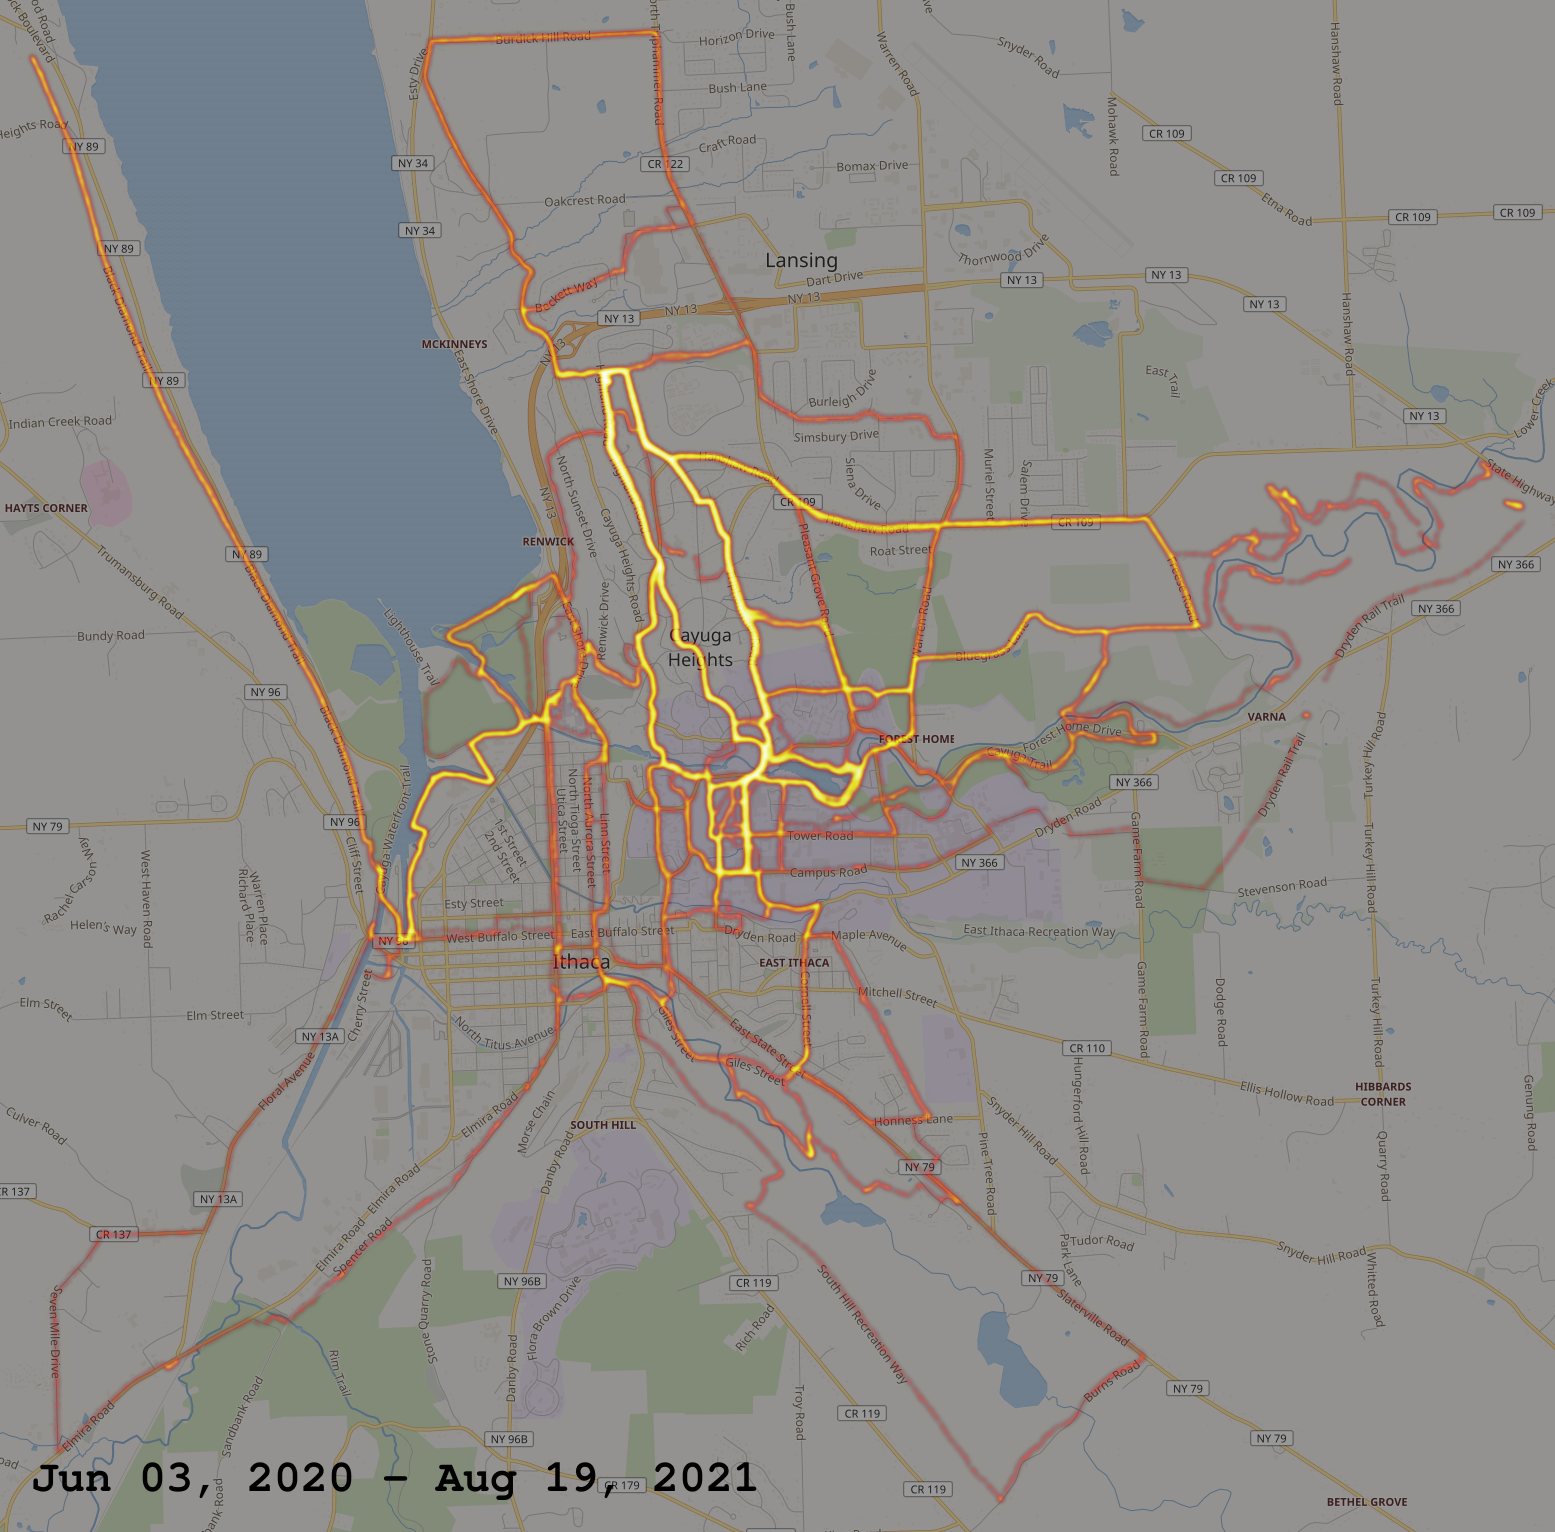 Burdick Hill Road
Horizon Drive
Bush Lane
Warren Road
Snyder Road
Hanshaw Road
Esty Drive
Bush Lane
Mohawk Road
CR 109
Heights Road
NY 89
NY 34
CR 122
Craft Road
Bomax Drive
CR 109
Oakcrest Road
Etna Road
CR 109
CR 109
NY 34
NY 89
Lansing
Thornwood Drive
Dart Drive
NY 13
NY 13
NY 13
Beckett Way
NY 13
NY 13
NY 13
NY 13
Black Diamond Trail
MCKINNEYS
NY 13
East Shore Drive
Hanshaw Road
NY 89
East Trail
Burleigh Drive
NY 13
Lower Creek
Indian Creek Road
Simsbury Drive
Hanshaw Road
North Sunset Drive
Siena Drive
Muriel Street
Salem Drive
State Highway
HAYTS CORNER
NY 13
CR 109
CR 109
Hanshaw Road
RENWICK
Cayuga Heights Road
Roat Street
Pleasant Grove Road
Freese Road
NY 89
NY 366
Trumansburg Road
Black Diamond Trail
NY 366
Dryden Rail Trail
Lighthouse Trail
Renwick Drive
Warren Road
Bundy Road
Cayuga
Heights
Bluegrass Lane
NY 96
VARNA
Black Diamond Trail
FOREST HOME
Forest Home Drive
Cayuga Trail
Turkey Hill Road
NY 366
Dryden Rail Trail
Cayuga Waterfront Trail
North Tioga Street
Utica Street
North Aurora Street
Linn Street
NY 79
NY 96
Cliff Street
1st Street
2nd Street
Tower Road
Dryden Road
Game Farm Road
Turkey Hill Road
Rachel Carson Way
West Haven Road
Warren Place
Richard Place
NY 366
Campus Road
Stevenson Road
Esty Street
Helen's Way
West Buffalo Street
East Buffalo Street
Dryden Road
Maple Avenue
East Ithaca Recreation Way
Ithaca
EAST ITHACA
Cornell Street
Mitchell Street
Game Farm Road
Dodge Road
Turkey Hill Road
Elm Street
Elm Street
Cherry Street
NY 13A
North Titus Avenue
Giles Street
East State Street
Giles Street
CR 110
Hungerford Hill Road
Ellis Hollow Road
HIBBARDS
CORNER
Genung Road
Floral Avenue
Culver Road
Elmira Road
Morse Chain
SOUTH HILL
Honness Lane
Snyder Hill Road
Pine Tree Road
Quarry Road
NY 79
CR 137
NY 13A
Elmira Road
Danby Road
CR 137
Elmira Road
Spencer Road
Tudor Road
Park Lane
Snyder Hill Road
Whitted Road
Seven Mile Drive
Stone Quarry Road
NY 96B
Flora Brown Drive
CR 119
South Hill Recreation Way
NY 79
Slaterville Road
Rich Road
Rim Trail
Danby Road
Burns Road
NY 79
Troy Road
Elmira Road
Sandbank Road
CR 119
NY 96B
NY 79
Jun 03, 2020 – Aug 19, 2021
CR 179
CR 119
BETHEL GROVE